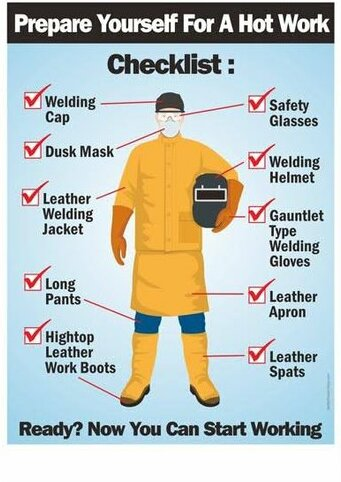 Prepare Yourself For A Hot Work
Checklist :
Welding
Cap
Dusk Mask
Leather
Welding
Jacket
Long
Pants
Hightop
Leather
Work Boots
Safety
Glasses
Welding
Helmet
Gauntlet
Type
Welding
Gloves
Leather
Apron
Leather
Spats
Ready? Now You Can Start Working